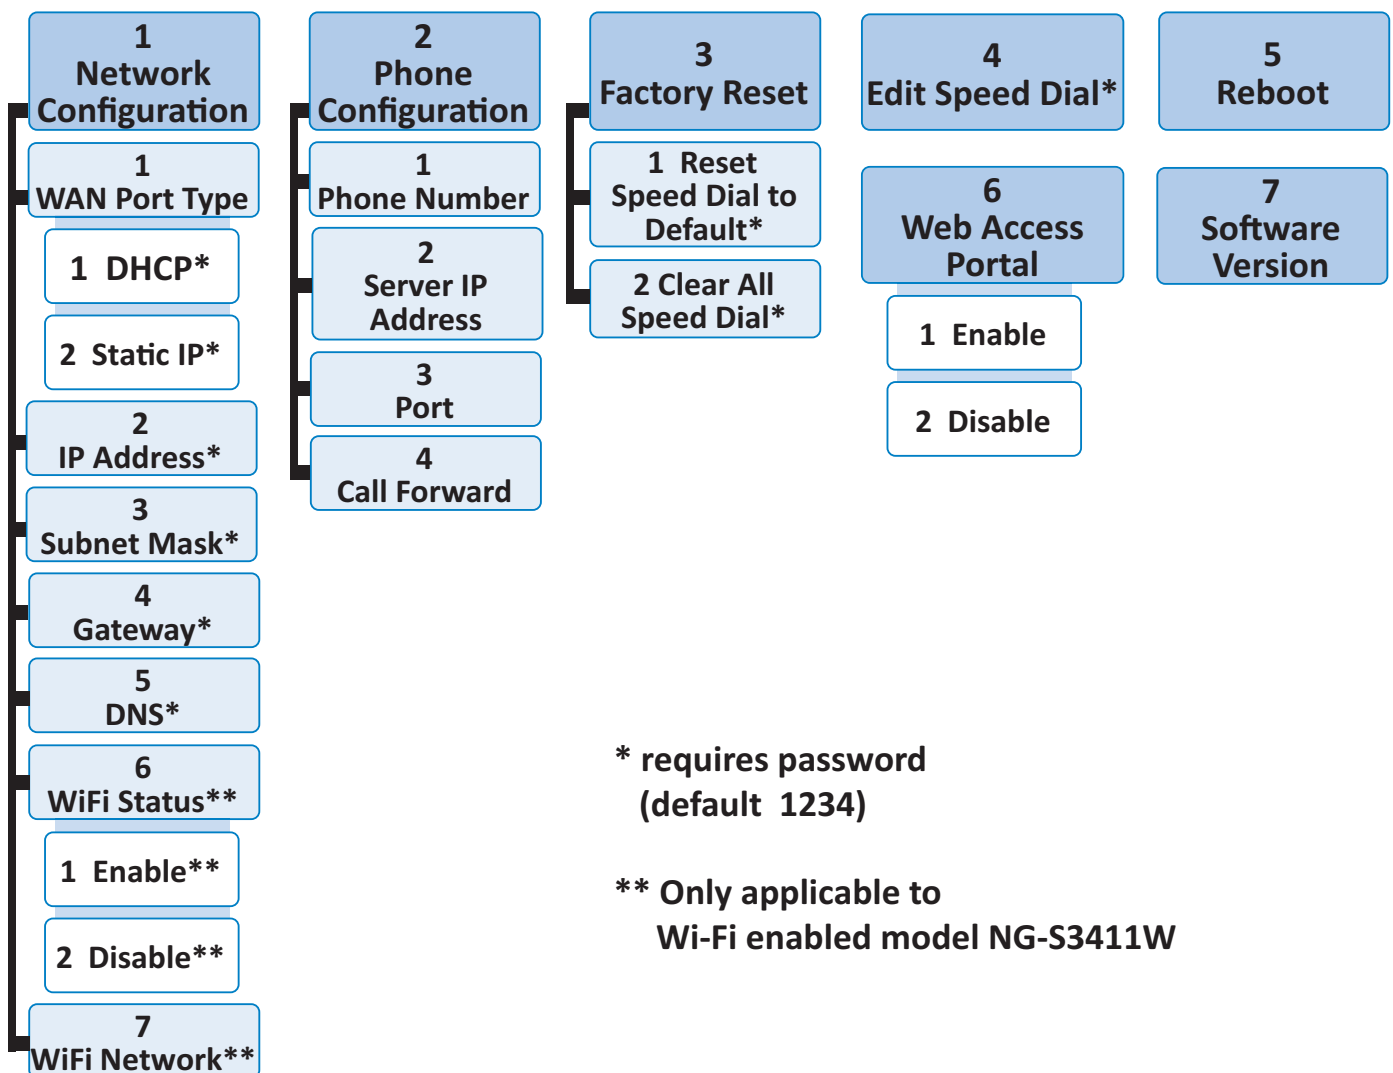 1
Network
Configuration
1
WAN Port Type
1 DHCP*
2 Static IP*
2
IP Address*
3
Subnet Mask*
4
Gateway*
5
DNS*
6
WiFi Status**
1 Enable**
2 Disable**
7
WiFi Network**
2
Phone
Configuration
1
Phone Number
2
Server IP
Address
3
Port
4
Call Forward
3
Factory Reset
1 Reset
Speed Dial to
Default*
2 Clear All
Speed Dial*
4
Edit Speed Dial*
5
Reboot
6
Web Access
Portal
1 Enable
2 Disable
7
Software
Version
* requires password
(default 1234)
** Only applicable to
Wi-Fi enabled model NG-S3411W